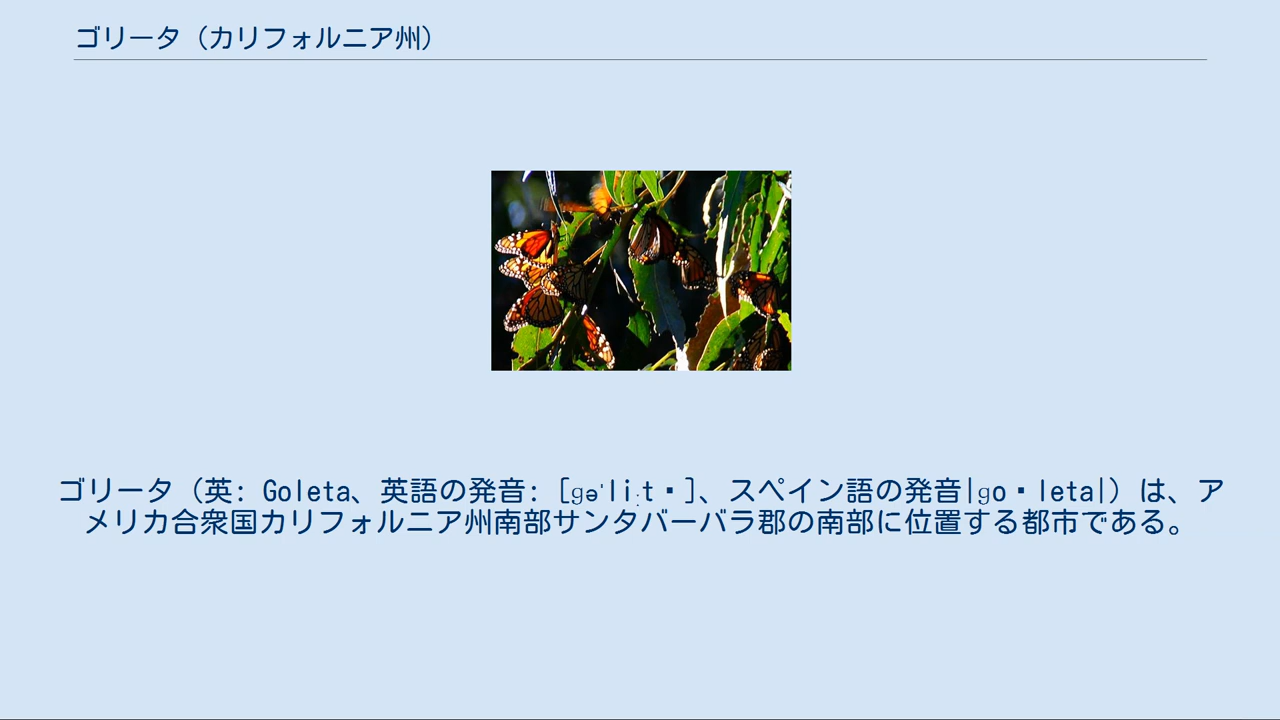 ゴリータ（カリフォルニア州）
ゴリータ（英: Goleta、英語の発音: [ɡəˈliːt▪]、スペイン語の発音|ɡo▪leta|）は、ア
メリカ合衆国カリフォルニア州南部サンタバーバラ郡の南部に位置する都市である。